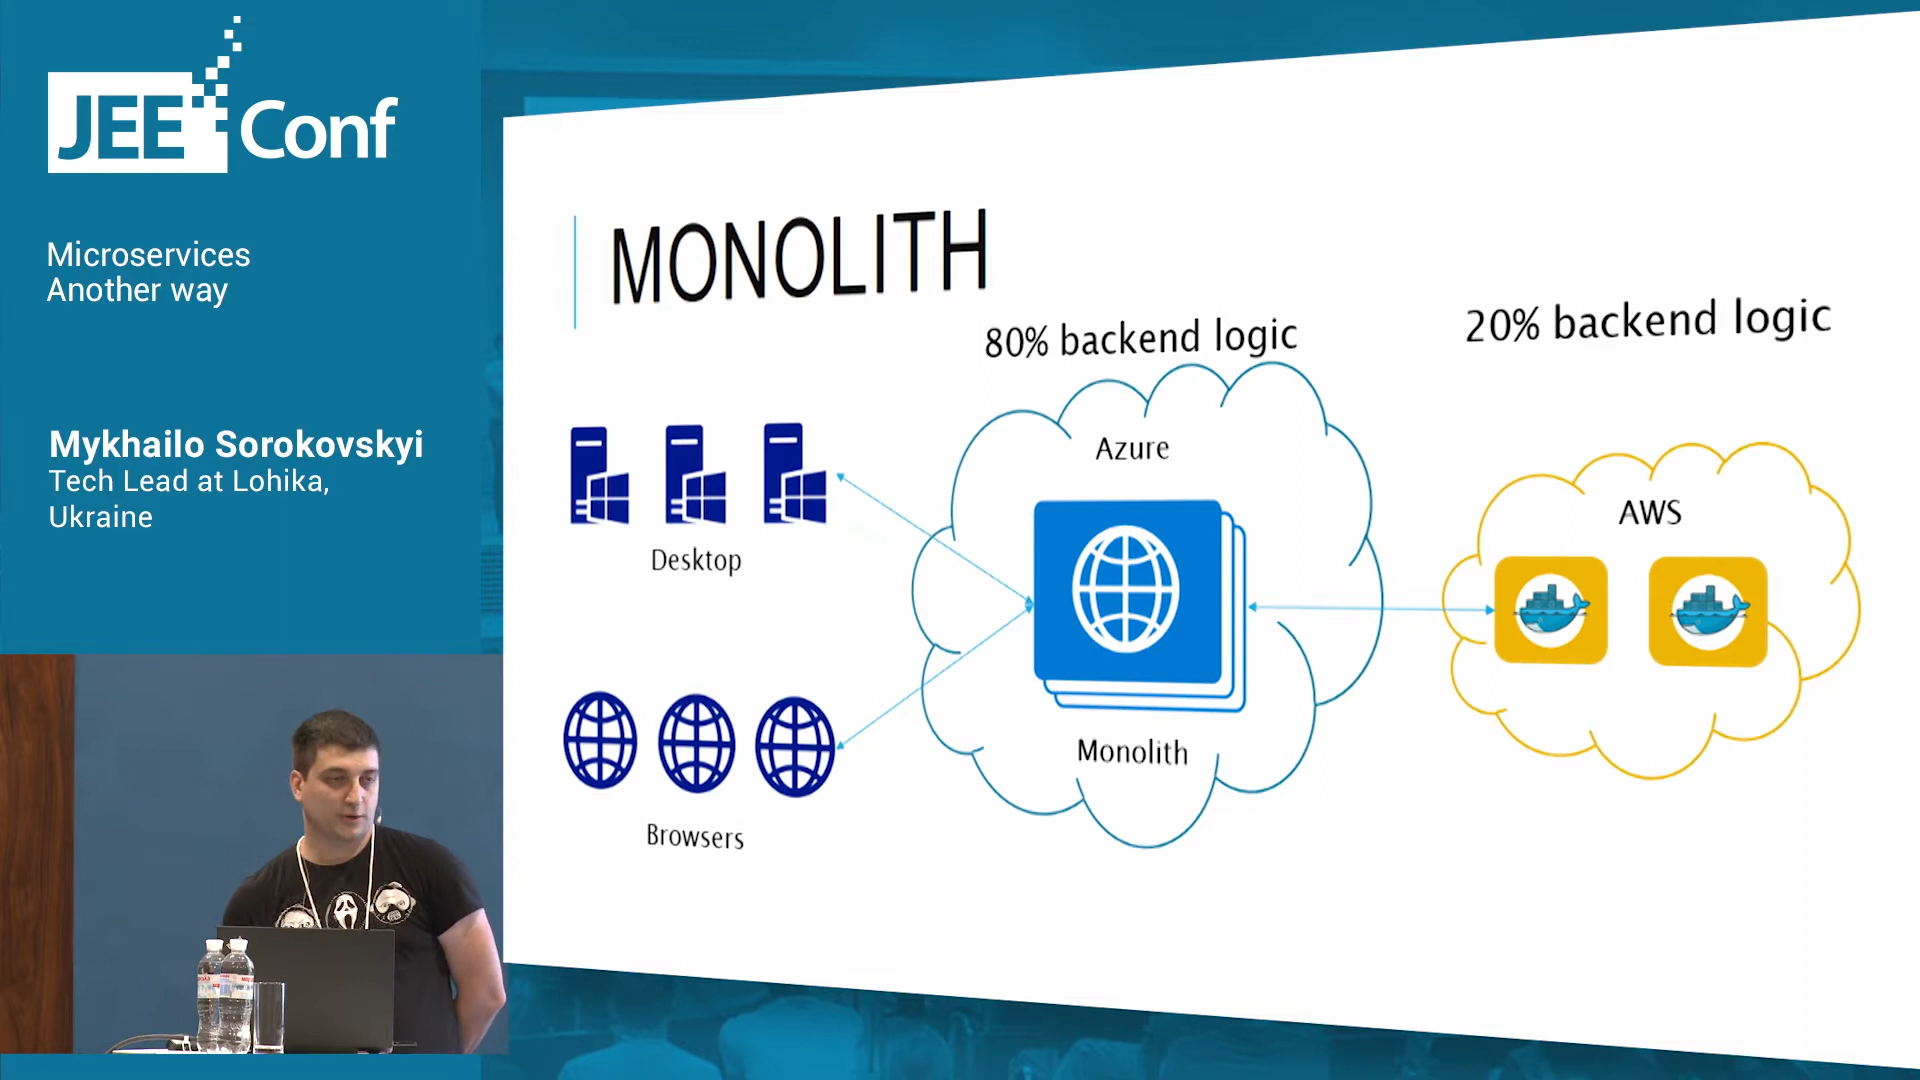 JEE Conf
Microservices
Another way
Mykhailo Sorokovskyi
Tech Lead at Lohika,
Ukraine
MONOLITH
80% backend logic
20% backend logic
Azure
AWS
Desktop
Monolith
Browsers